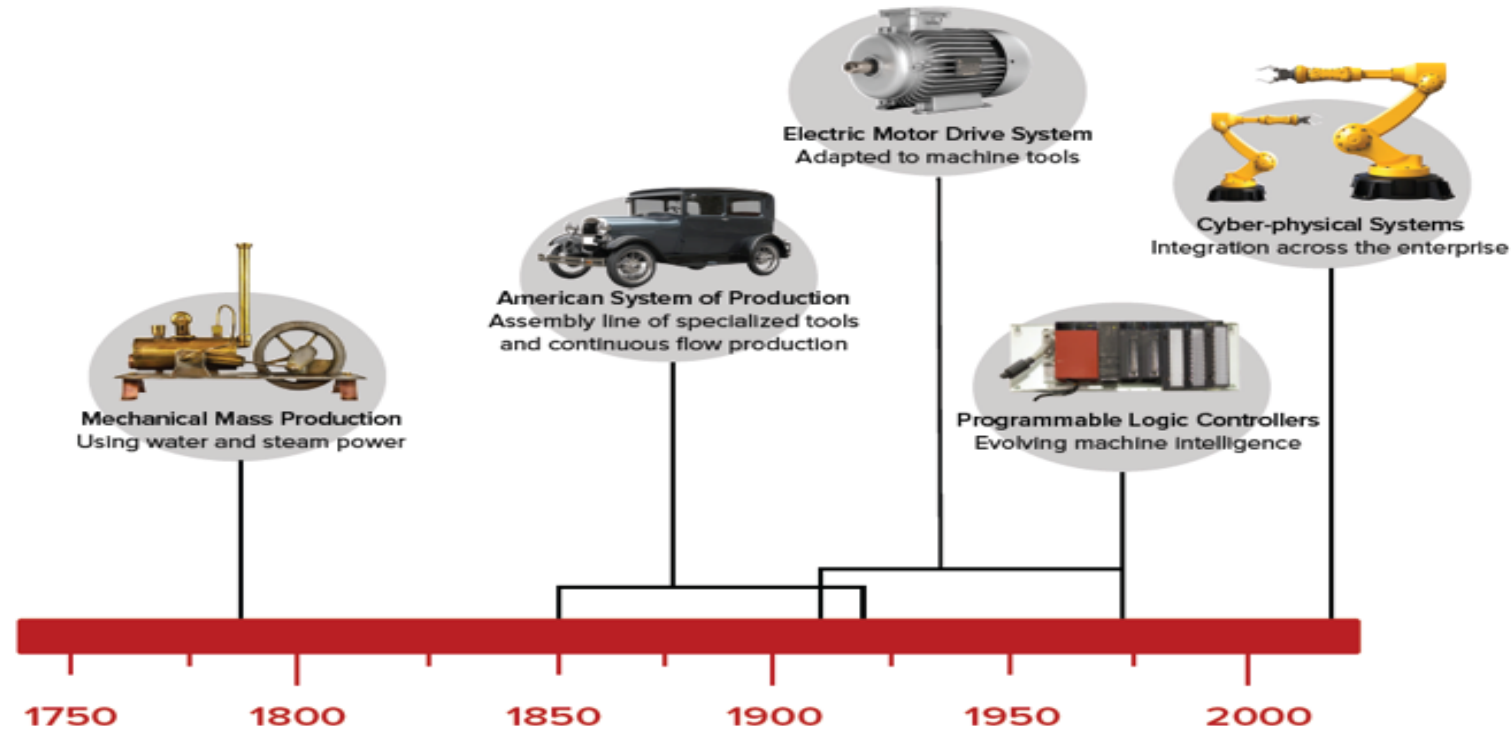 Electric Motor Drive System
Adapted to machine tools
Cyber-physical Systems
Integration across the enterprise
American System of Production
Assembly line of specialized tools
and continuous flow production
Mechanical Mass Production
Using water and steam power
Programmable Logic Controllers
Evolving machine intelligence
1750 1800 1850 1900 1950 2000